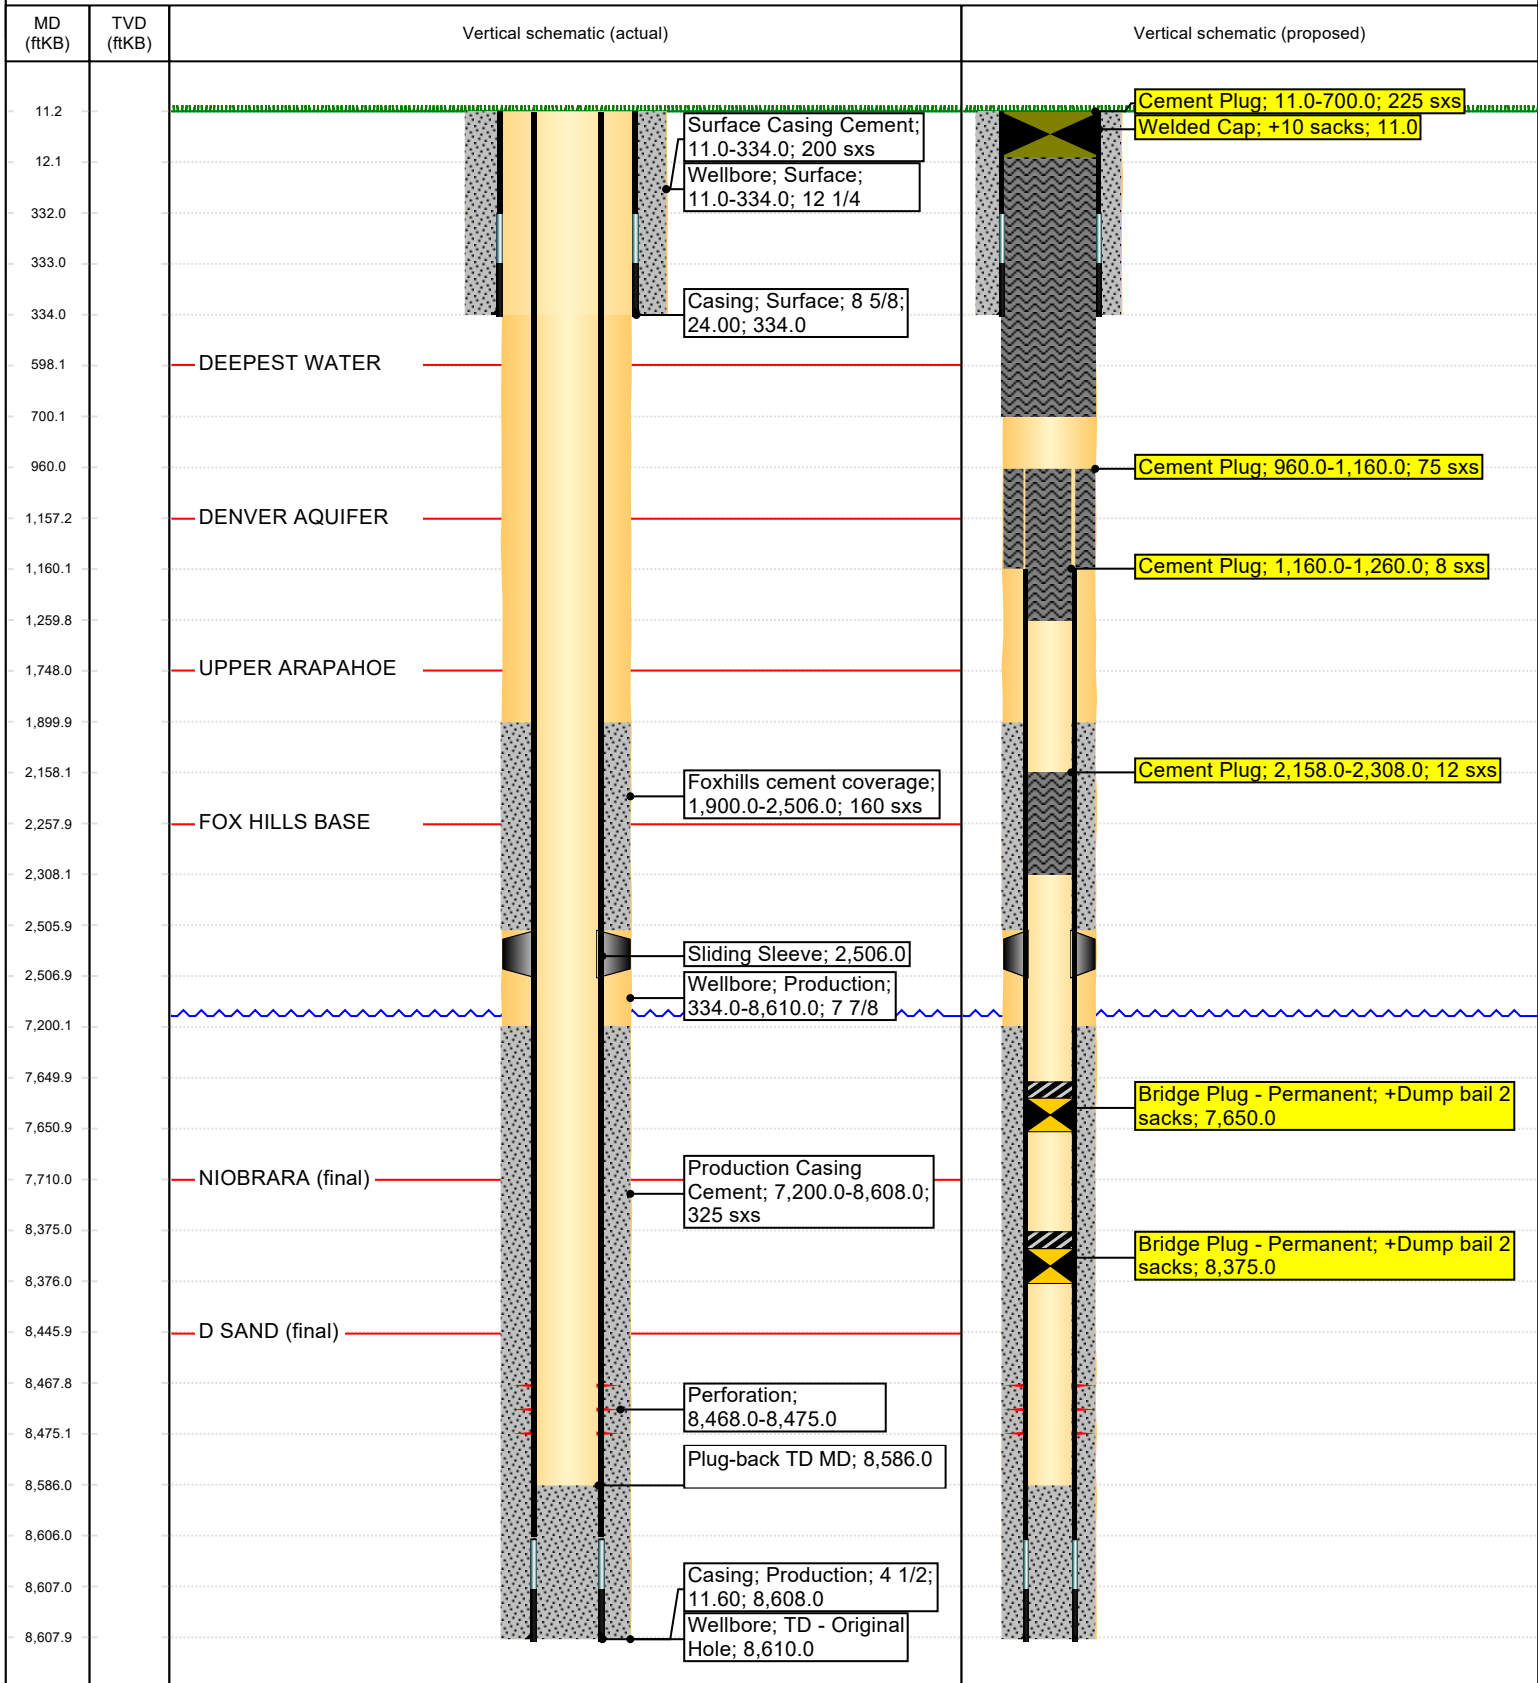 MD
(ftKB)
TVD
(ftKB)
Vertical schematic (actual)
Vertical schematic (proposed)
11.2
12.1
332.0
333.0
334.0
598.1
700.1
960.0
1,157.2
1,160.1
1,259.8
1,748.0
1,899.9
2,158.1
2,257.9
2,308.1
2,505.9
2,506.9
7,200.1
7,649.9
7,650.9
7,710.0
8,375.0
8,376.0
8,445.9
8,467.8
8,475.1
8,586.0
8,606.0
8,607.0
8,607.9
DEEPEST WATER
DENVER AQUIFER
UPPER ARAPAHOE
FOX HILLS BASE
NIOBRARA (final)
D SAND (final)
Surface Casing Cement;
11.0-334.0; 200 sxs
Wellbore; Surface;
11.0-334.0; 12 1/4
Casing; Surface; 8 5/8;
24.00; 334.0
Foxhills cement coverage;
1,900.0-2,506.0; 160 sxs
Sliding Sleeve; 2,506.0
Wellbore; Production;
334.0-8,610.0; 7 7/8
Production Casing
Cement; 7,200.0-8,608.0;
325 sxs
Perforation;
8,468.0-8,475.0
Plug-back TD MD; 8,586.0
Casing; Production; 4 1/2;
11.60; 8,608.0
Wellbore; TD - Original
Hole; 8,610.0
Cement Plug; 11.0-700.0; 225 sxs
Welded Cap; +10 sacks; 11.0
Cement Plug; 960.0-1,160.0; 75 sxs
Cement Plug; 1,160.0-1,260.0; 8 sxs
Cement Plug; 2,158.0-2,308.0; 12 sxs
Bridge Plug - Permanent; +Dump bail 2
sacks; 7,650.0
Bridge Plug - Permanent; +Dump bail 2
sacks; 8,375.0